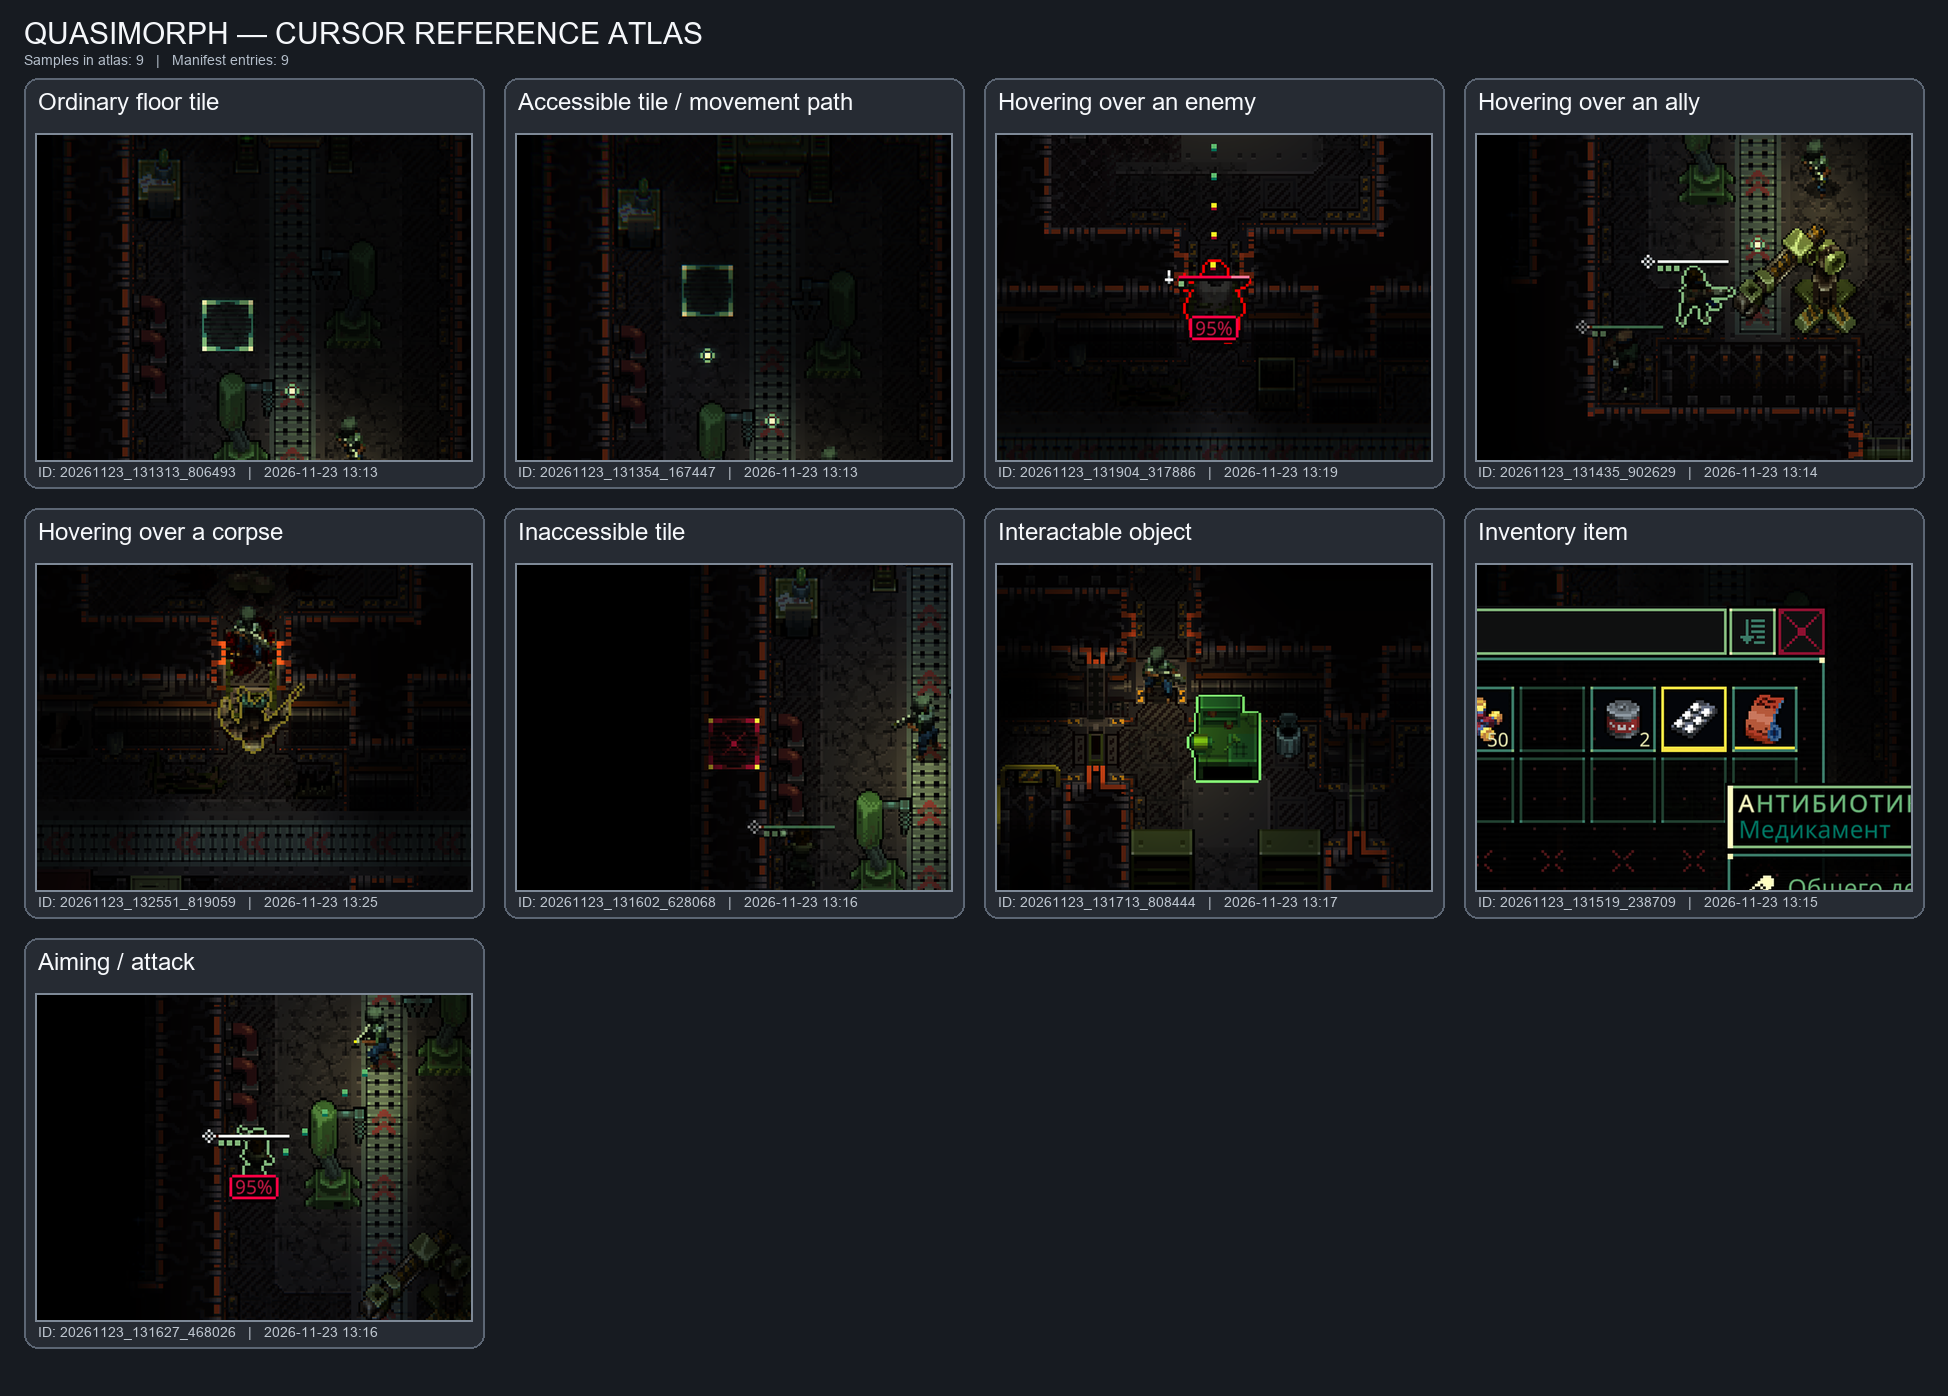 QUASIMORPH — CURSOR REFERENCE ATLAS
Samples in atlas: 9 | Manifest entries: 9
Ordinary floor tile
ID: 20261123_131313_806493 | 2026-11-23 13:13
Accessible tile / movement path
ID: 20261123_131354_167447 | 2026-11-23 13:13
Hovering over an enemy
95%
ID: 20261123_131904_317886 | 2026-11-23 13:19
Hovering over an ally
ID: 20261123_131435_902629 | 2026-11-23 13:14
Hovering over a corpse
ID: 20261123_132551_819059 | 2026-11-23 13:25
Inaccessible tile
ID: 20261123_131602_628068 | 2026-11-23 13:16
Interactable object
ID: 20261123_131713_808444 | 2026-11-23 13:17
Inventory item
50
2
АНТИБИОТИ
Медикамент
Общего де
ID: 20261123_131519_238709 | 2026-11-23 13:15
Aiming / attack
95%
ID: 20261123_131627_468026 | 2026-11-23 13:16